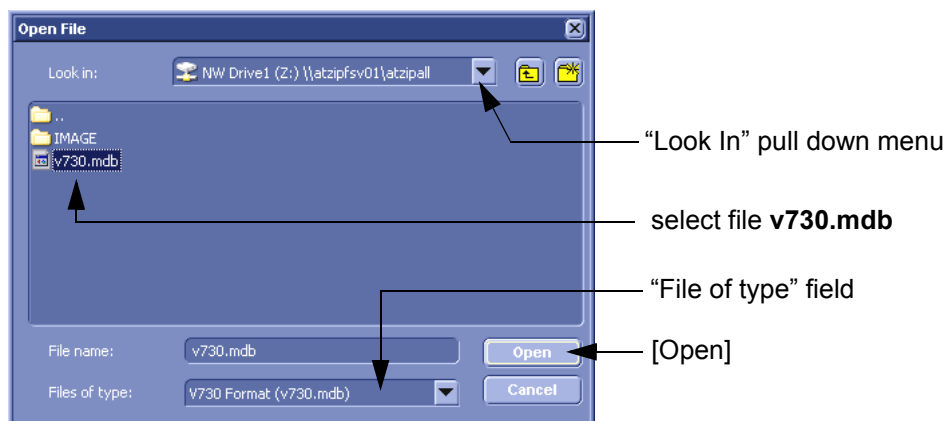 Open File
Look in: NW Drive1 (Z:) \\atzipfsv01\atzipall
..
IMAGE
v730.mdb
“Look In” pull down menu
select file v730.mdb
“File of type” field
File name: v730.mdb Open
[Open]
Files of type: V730 Format (v730.mdb) Cancel